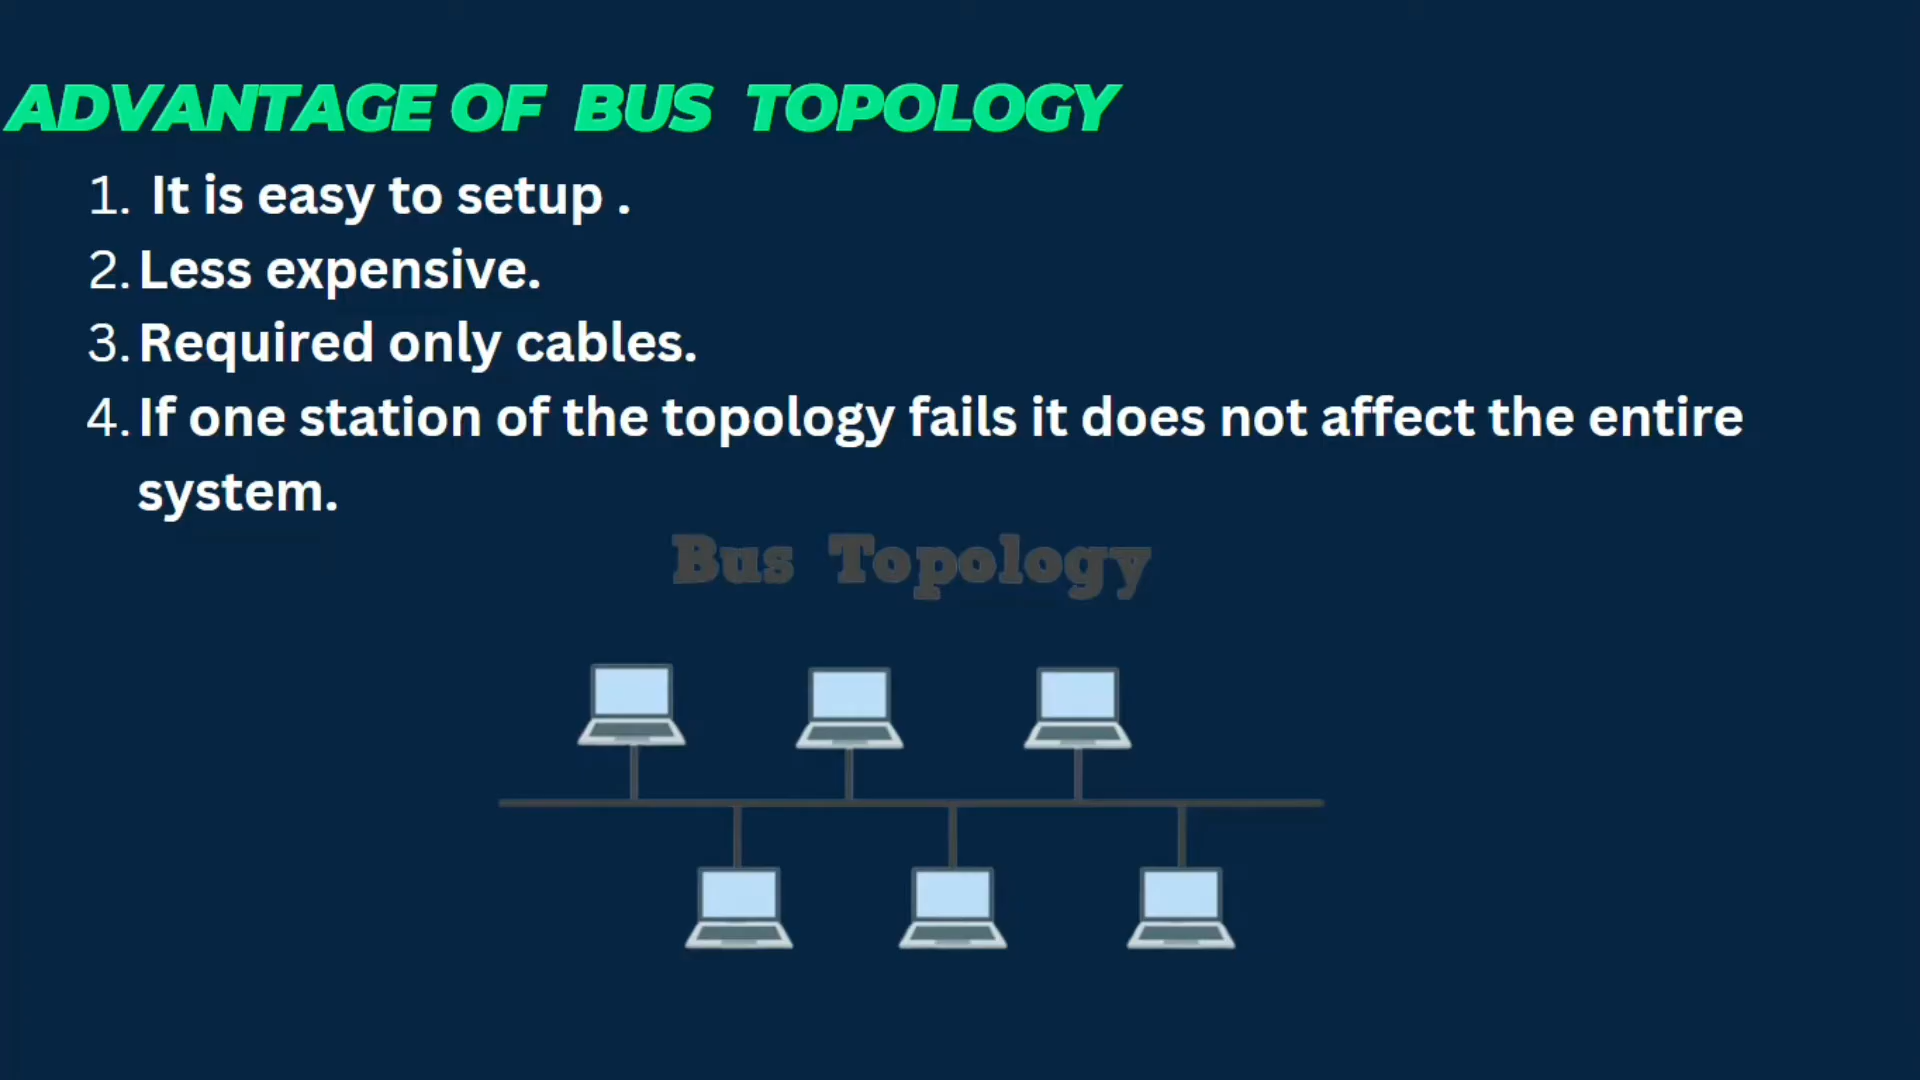 ADVANTAGE OF BUS TOPOLOGY
1. It is easy to setup .
2. Less expensive.
3. Required only cables.
4. If one station of the topology fails it does not affect the entire
system.
Bus Topology